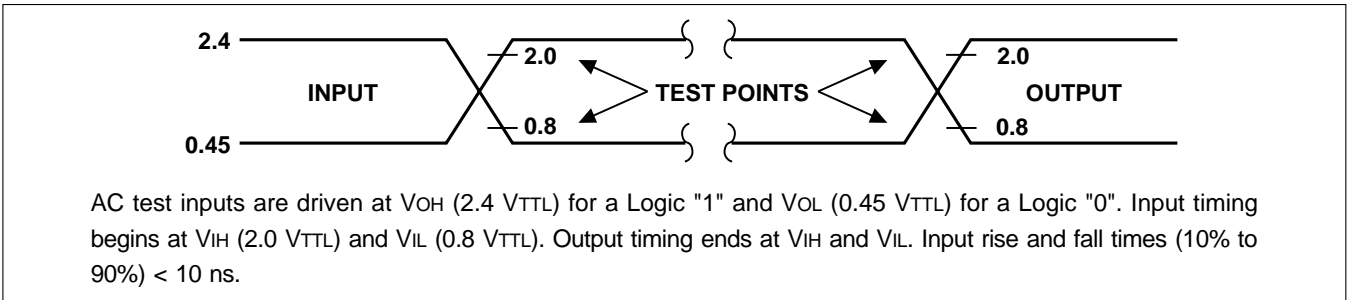 2.4
2.0
2.0
INPUT
TEST POINTS
OUTPUT
0.8
0.8
0.45
AC test inputs are driven at VOH (2.4 VTTL) for a Logic "1" and VOL (0.45 VTTL) for a Logic "0". Input timing
begins at VIH (2.0 VTTL) and VIL (0.8 VTTL). Output timing ends at VIH and VIL. Input rise and fall times (10% to
90%) < 10 ns.